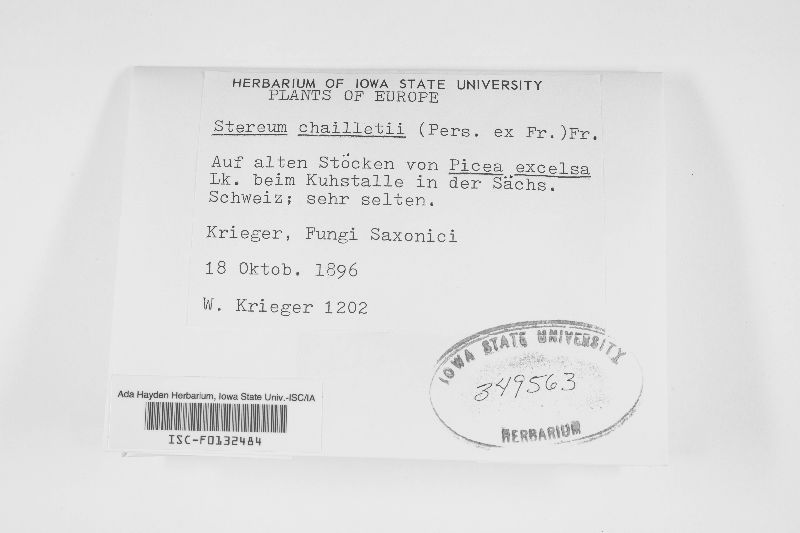 HERBARIUM OF IOWA STATE UNIVERSITY
PLANTS OF EUROPE
Stereum chailletii (Pers. ex Fr.)Fr.
Auf alten Stöcken von Picea excelsa
Lk. beim Kuhstalle in der Sächs.
Schweiz; sehr selten.
Krieger, Fungi Saxonici
18 Oktob. 1896
W. Krieger 1202
IOWA STATE UNIVERSITY
349563
HERBARIUM
Ada Hayden Herbarium, Iowa State Univ.-ISC/IA
ISC-F0132484